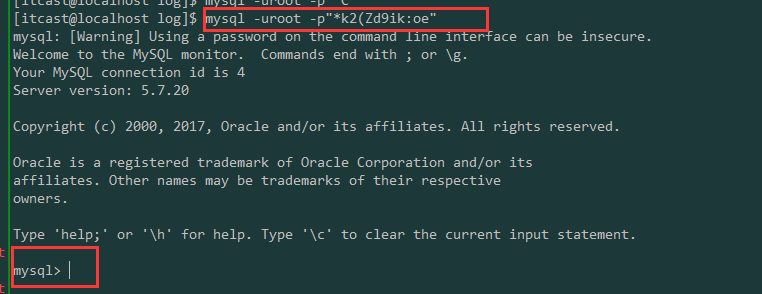 [itcast@localhost log]$ mysql -uroot -p ^C
[itcast@localhost log]$ mysql -uroot -p"*k2(Zd9ik:oe"
mysql: [Warning] Using a password on the command line interface can be insecure.
Welcome to the MySQL monitor.  Commands end with ; or \g.
Your MySQL connection id is 4
Server version: 5.7.20
Copyright (c) 2000, 2017, Oracle and/or its affiliates. All rights reserved.
Oracle is a registered trademark of Oracle Corporation and/or its
affiliates. Other names may be trademarks of their respective
owners.
Type 'help;' or '\h' for help. Type '\c' to clear the current input statement.
t
mysql>
t